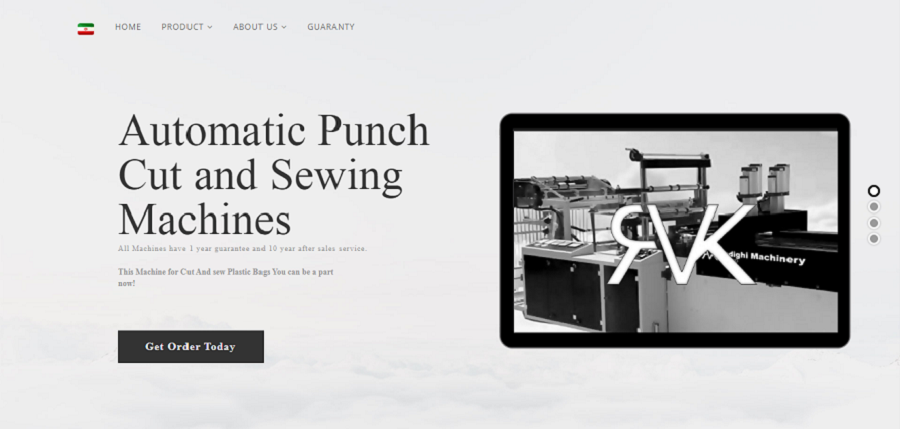 HOME PRODUCT ABOUT US GUARANTY
Automatic Punch
Cut and Sewing
Machines
All Machines have 1 year guarantee and 10 year after sales service.
This Machine for Cut And sew Plastic Bags You can be a part
now!
Get Order Today
RVK
dighi Machinery